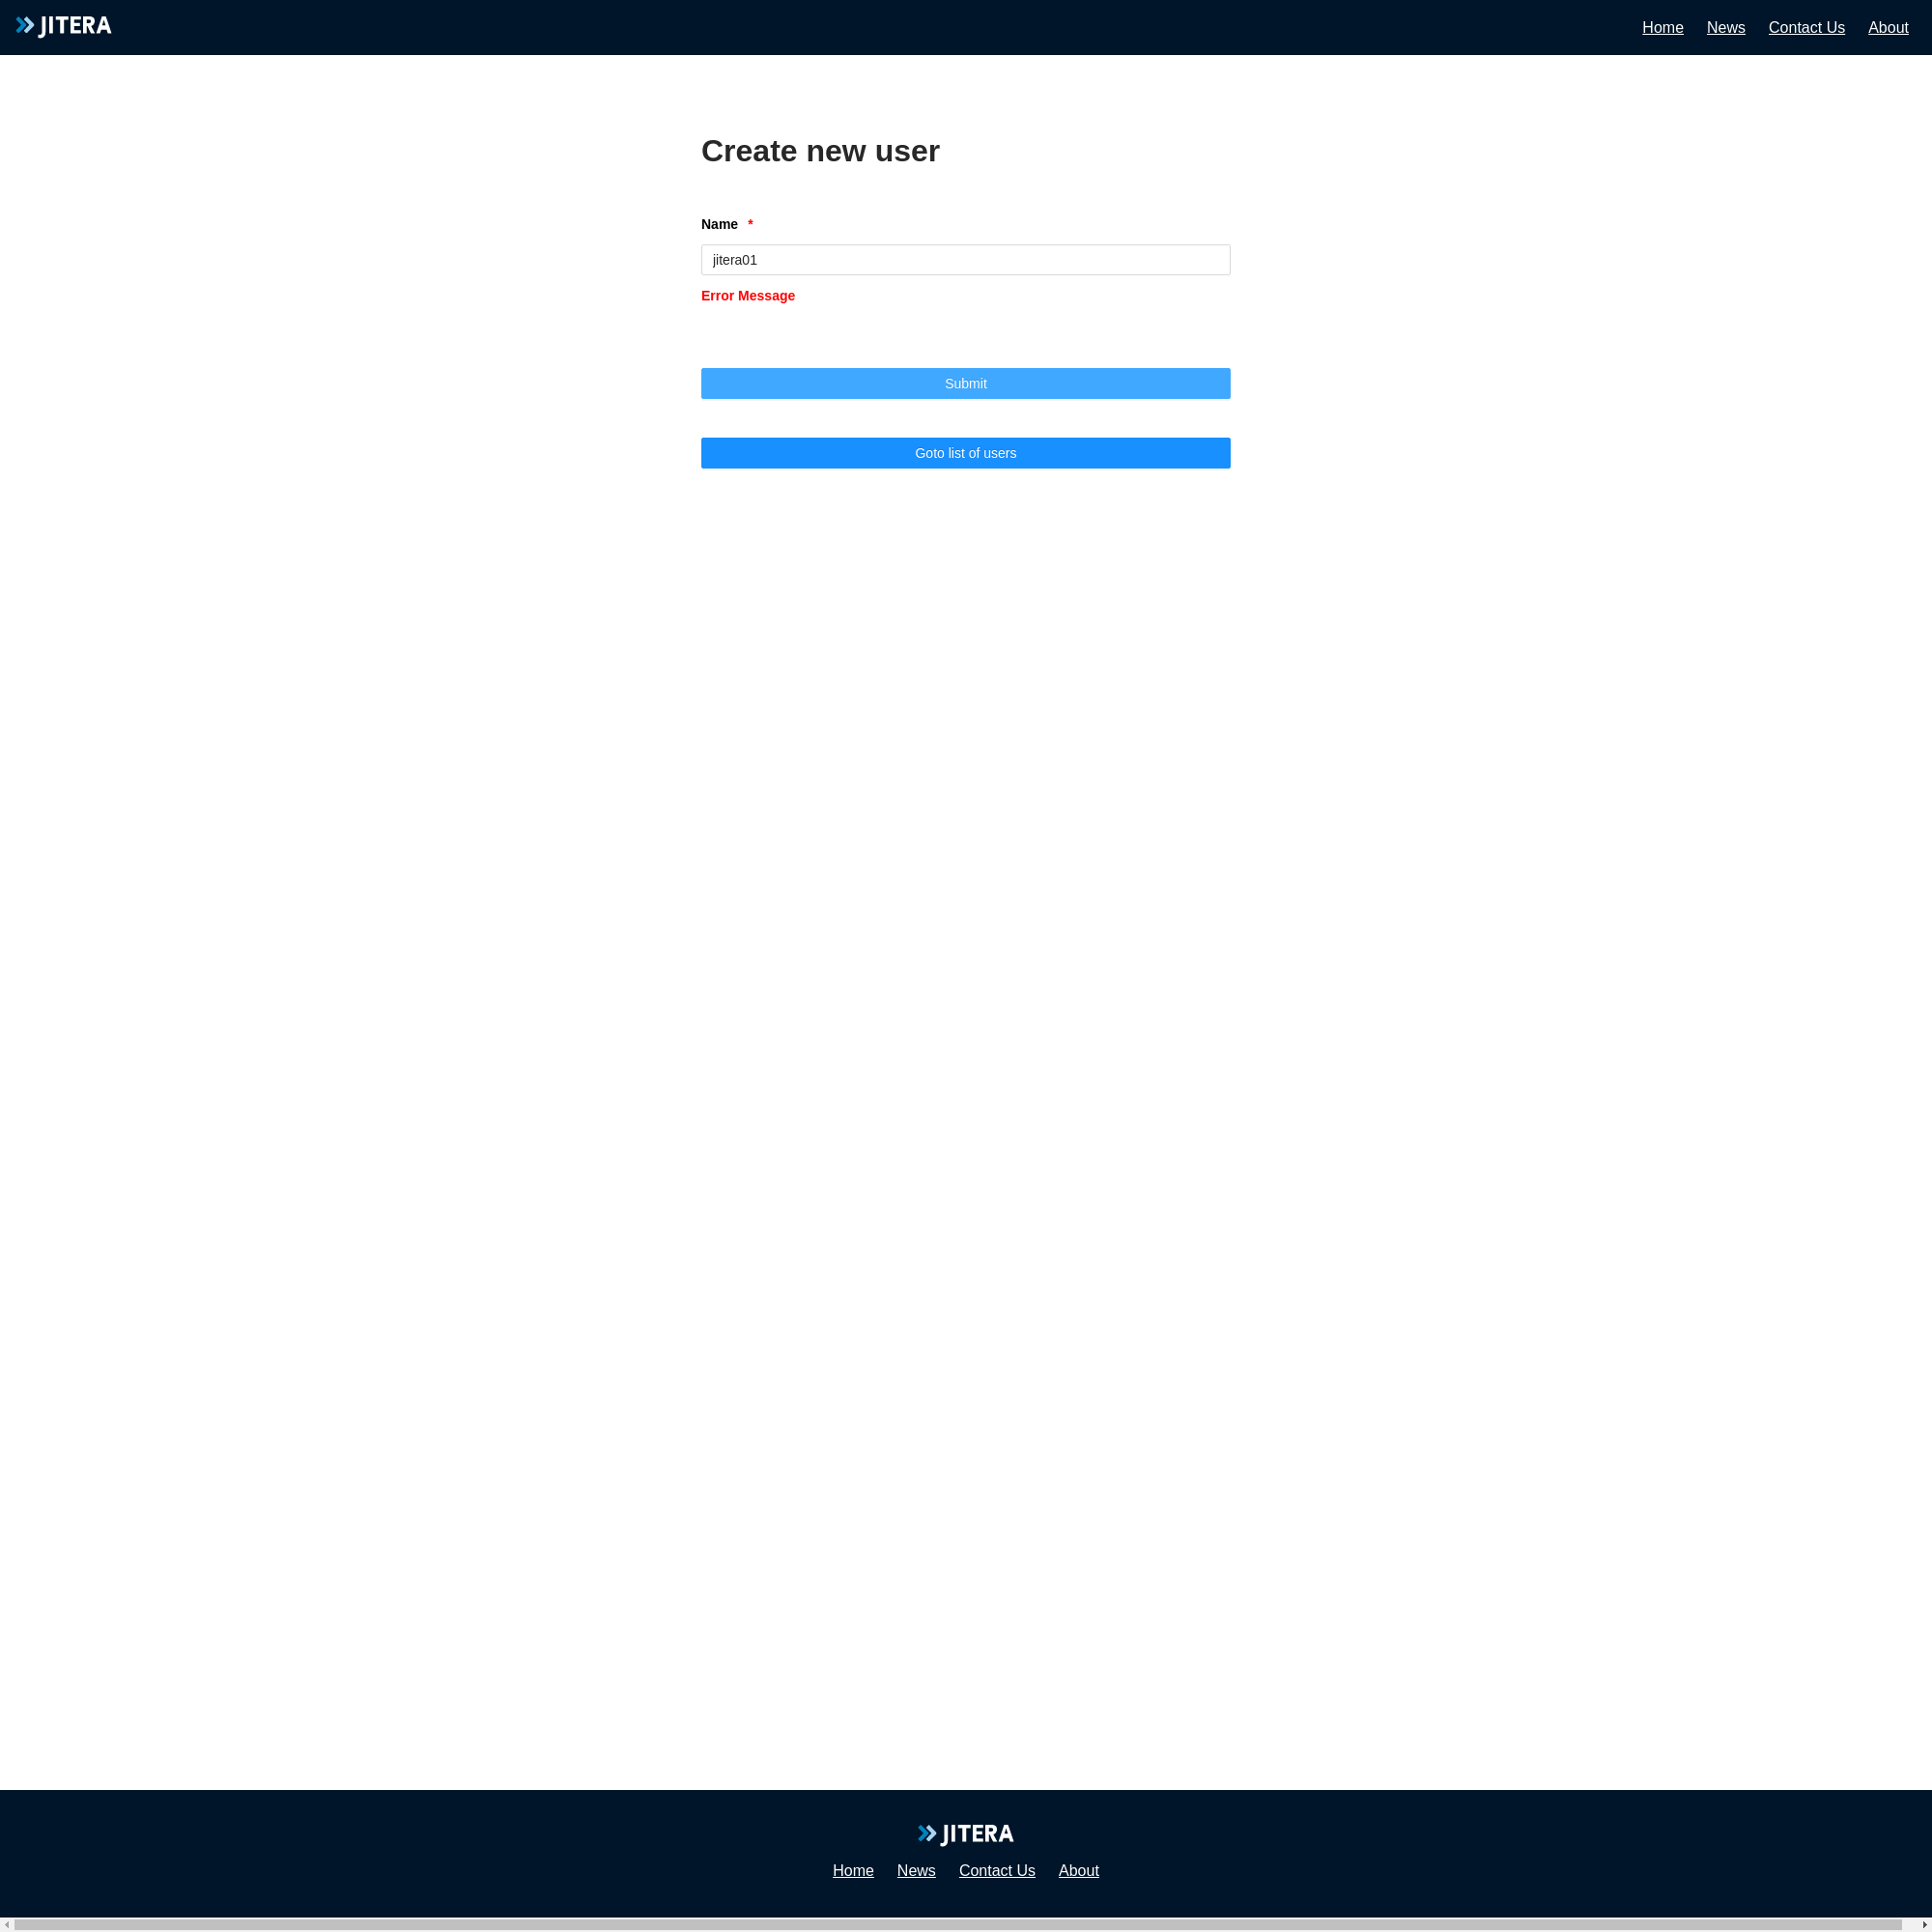 JITERA
Home News Contact Us About
Create new user
Name *
jitera01
Error Message
Submit
Goto list of users
JITERA
Home News Contact Us About